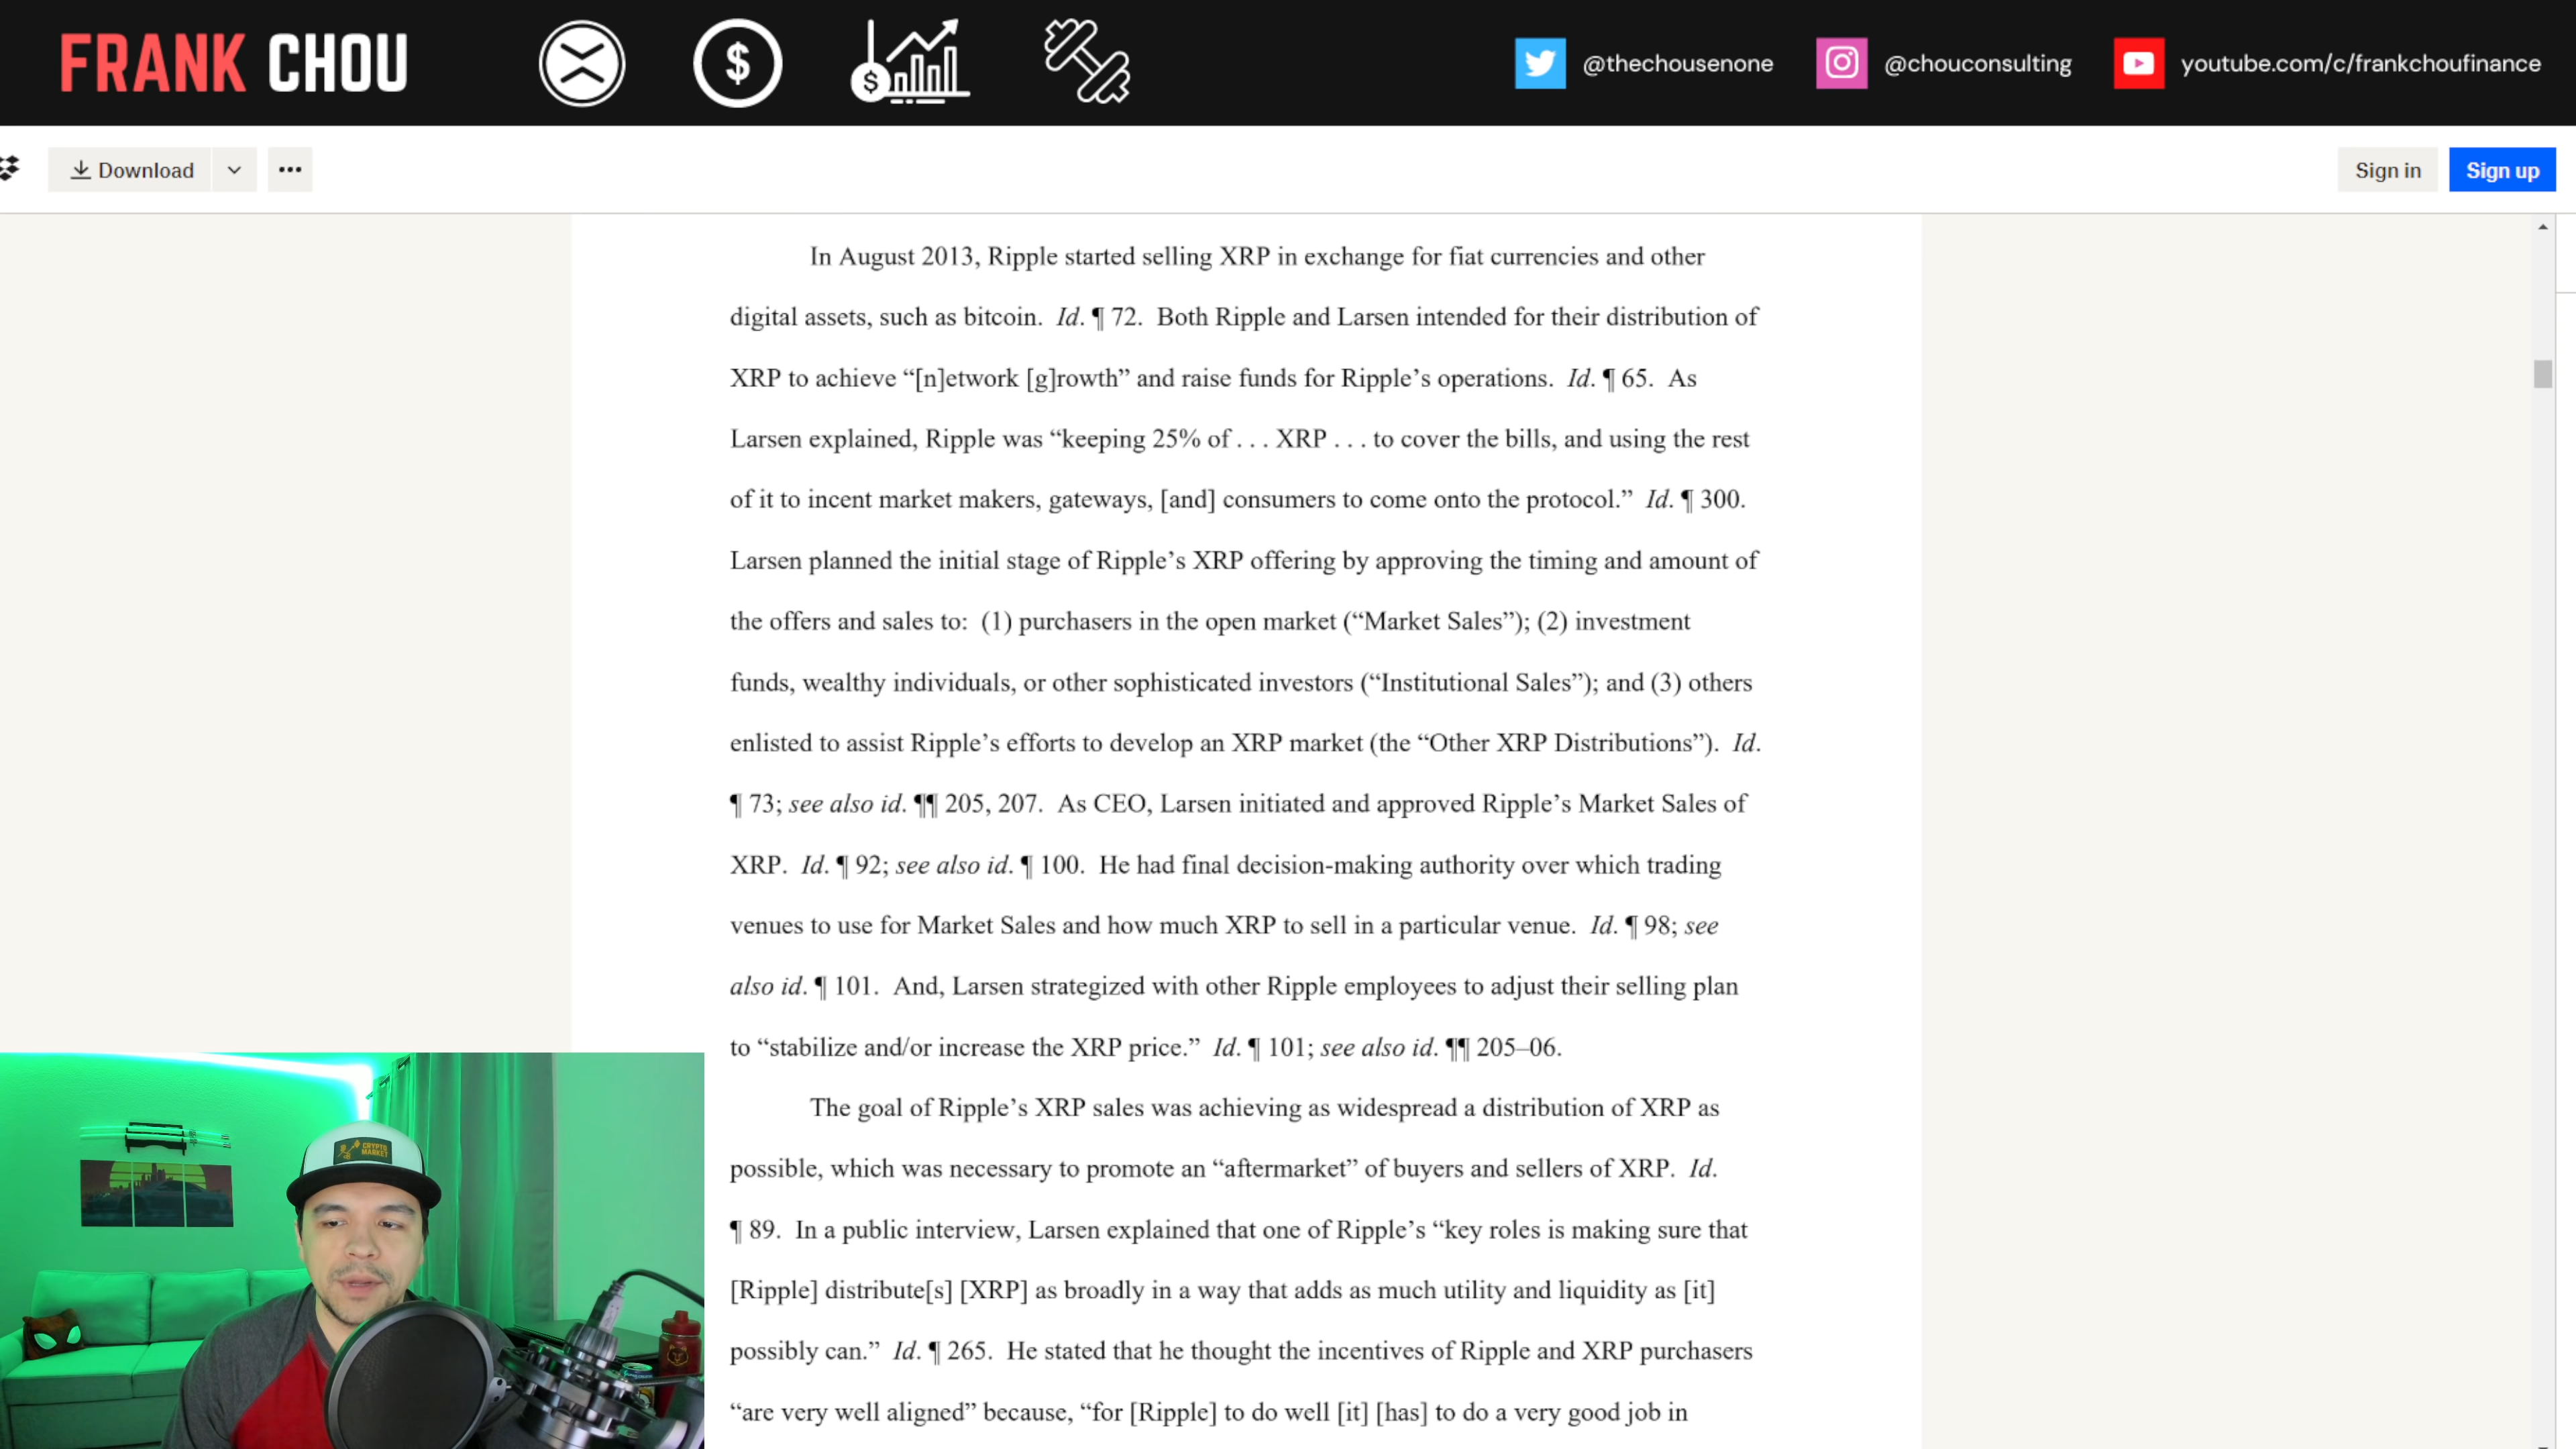 FRANK CHOU
@thechousenone
@chouconsulting
youtube.com/c/frankchoufinance
Download
Sign in
Sign up
In August 2013, Ripple started selling XRP in exchange for fiat currencies and other
digital assets, such as bitcoin. Id. ¶ 72. Both Ripple and Larsen intended for their distribution of
XRP to achieve “[n]etwork [g]rowth” and raise funds for Ripple’s operations. Id. ¶ 65. As
Larsen explained, Ripple was “keeping 25% of . . . XRP . . . to cover the bills, and using the rest
of it to incent market makers, gateways, [and] consumers to come onto the protocol.” Id. ¶ 300.
Larsen planned the initial stage of Ripple’s XRP offering by approving the timing and amount of
the offers and sales to: (1) purchasers in the open market (“Market Sales”); (2) investment
funds, wealthy individuals, or other sophisticated investors (“Institutional Sales”); and (3) others
enlisted to assist Ripple’s efforts to develop an XRP market (the “Other XRP Distributions”). Id.
¶ 73; see also id. ¶¶ 205, 207. As CEO, Larsen initiated and approved Ripple’s Market Sales of
XRP. Id. ¶ 92; see also id. ¶ 100. He had final decision-making authority over which trading
venues to use for Market Sales and how much XRP to sell in a particular venue. Id. ¶ 98; see
also id. ¶ 101. And, Larsen strategized with other Ripple employees to adjust their selling plan
to “stabilize and/or increase the XRP price.” Id. ¶ 101; see also id. ¶¶ 205–06.
The goal of Ripple’s XRP sales was achieving as widespread a distribution of XRP as
possible, which was necessary to promote an “aftermarket” of buyers and sellers of XRP. Id.
¶ 89. In a public interview, Larsen explained that one of Ripple’s “key roles is making sure that
[Ripple] distribute[s] [XRP] as broadly in a way that adds as much utility and liquidity as [it]
possibly can.” Id. ¶ 265. He stated that he thought the incentives of Ripple and XRP purchasers
“are very well aligned” because, “for [Ripple] to do well [it] [has] to do a very good job in
CRYPTO
MARKET